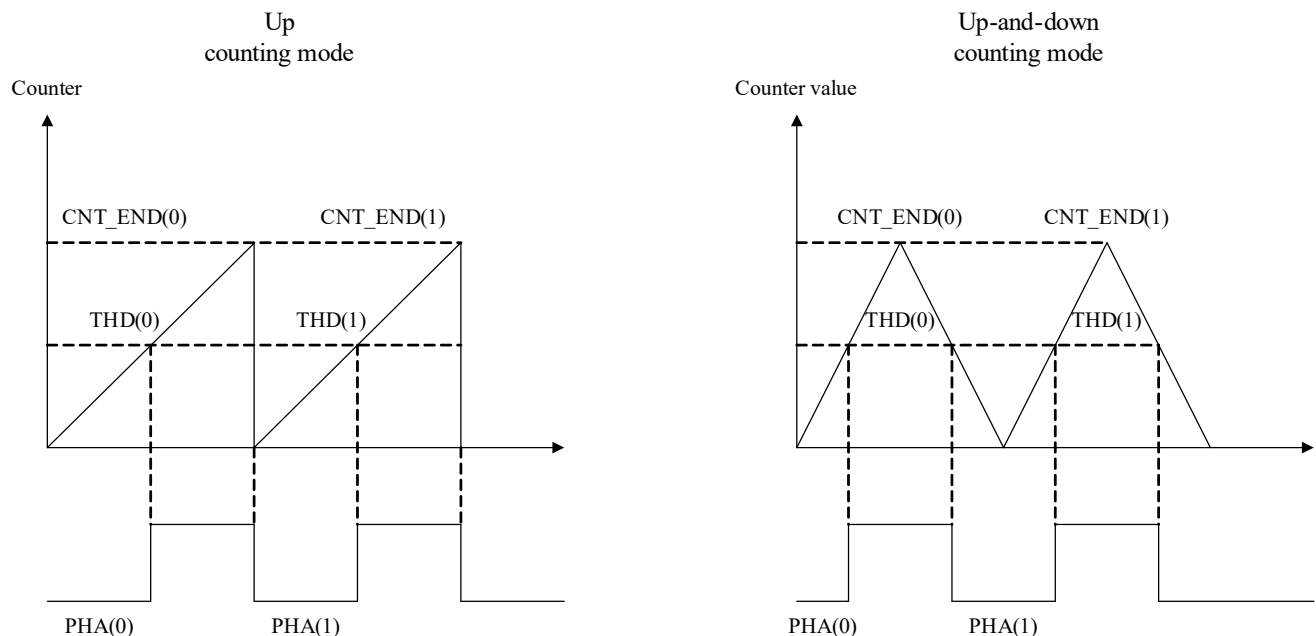 Up
counting mode
Counter
CNT_END(0)
CNT_END(1)
THD(0)
THD(1)
PHA(0)
PHA(1)
Up-and-down
counting mode
Counter value
CNT_END(0)
CNT_END(1)
THD(0)
THD(1)
PHA(0)
PHA(1)